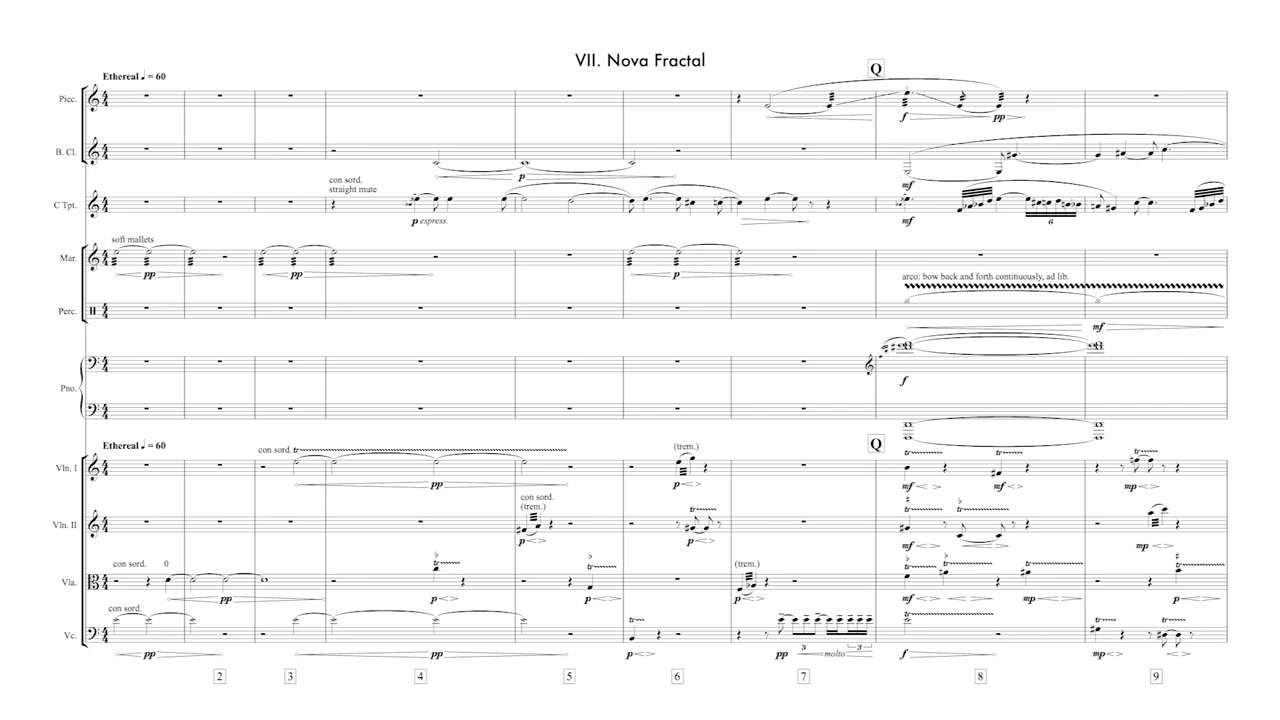 VII. Nova Fractal
Ethereal ♩ = 60
Q
Picc.
f
pp
B. Cl.
p
mf
con sord.
straight mute
C Tpt.
p espress.
mf
6
soft mallets
Mar.
pp
pp
p
arco: bow back and forth continuously, ad lib.
Perc.
mf
Pno.
f
Ethereal ♩ = 60
Q
con sord.
(trem.)
Vln. I
pp
p
mf
mf
mp
con sord.
(trem.)
Vln. II
p
p
mf
mp
con sord.
0
(trem.)
Vla.
pp
p
p
p
mf
mp
p
con sord.
Vc.
3
3
pp
pp
p
pp
molto
f
mp
2
3
4
5
6
7
8
9